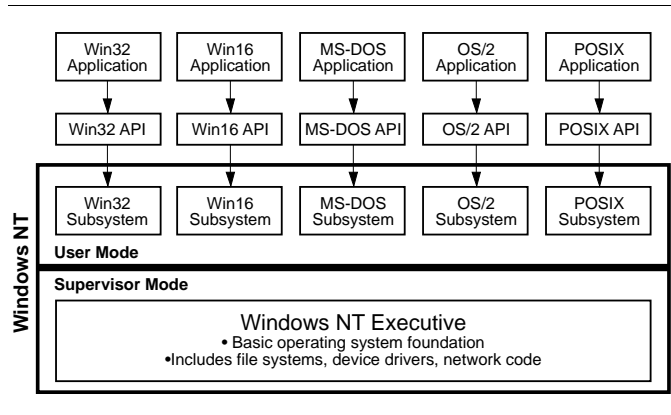 Win32 Win16 MS-DOS OS/2 POSIX
Application Application Application Application Application
Win32 API Win16 API MS-DOS API OS/2 API POSIX API
Win32 Win16 MS-DOS OS/2 POSIX
Subsystem Subsystem Subsystem Subsystem Subsystem
User Mode
Windows NT
Supervisor Mode
Windows NT Executive
• Basic operating system foundation
•Includes file systems, device drivers, network code